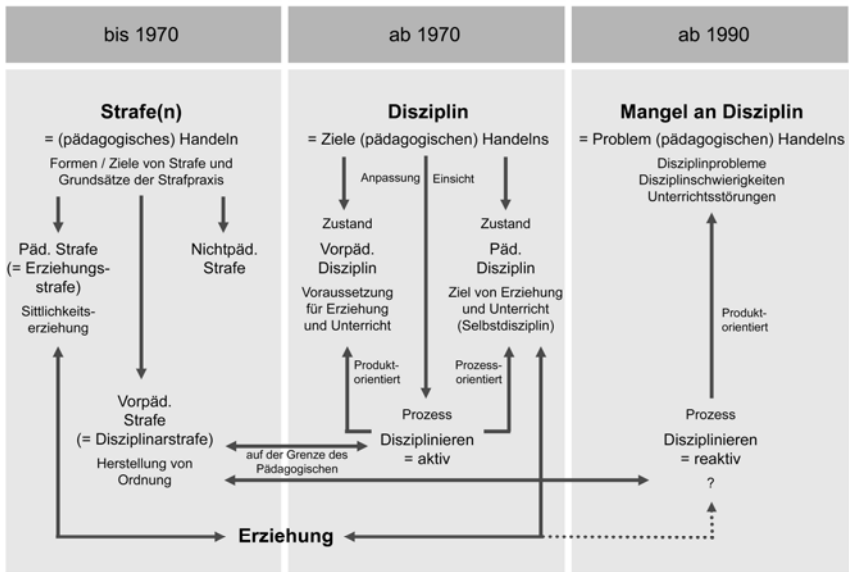 bis 1970
ab 1970
ab 1990
Strafe(n)
= (pädagogisches) Handeln
Formen / Ziele von Strafe und
Grundsätze der Strafpraxis
Päd. Strafe
(= Erziehungs-
strafe)
Sittlichkeits-
erziehung
Nichtpäd.
Strafe
Vorpäd.
Strafe
(= Disziplinarstrafe)
Herstellung von
Ordnung
Disziplin
= Ziele (pädagogischen) Handelns
Anpassung
Einsicht
Zustand
Vorpäd.
Disziplin
Voraussetzung
für Erziehung
und Unterricht
Zustand
Päd.
Disziplin
Ziel von Erziehung
und Unterricht
(Selbstdisziplin)
Produkt-
orientiert
Prozess-
orientiert
Prozess
Disziplinieren
= aktiv
auf der Grenze des
Pädagogischen
Mangel an Disziplin
= Problem (pädagogischen) Handelns
Disziplinprobleme
Disziplinschwierigkeiten
Unterrichtsstörungen
Produkt-
orientiert
Prozess
Disziplinieren
= reaktiv
?
Erziehung